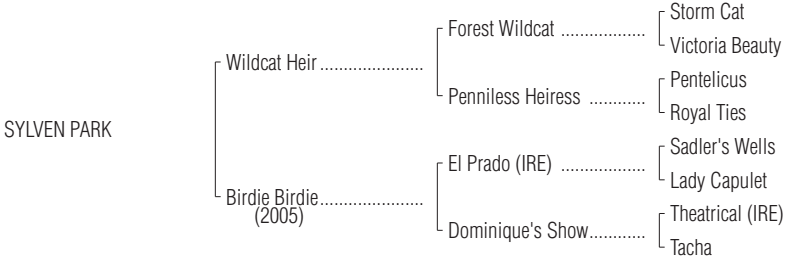 Storm Cat
Forest Wildcat ..................
Victoria Beauty
Wildcat Heir ......................
Pentelicus
Penniless Heiress ............
Royal Ties
SYLVEN PARK
Sadler's Wells
El Prado (IRE) ..................
Lady Capulet
Birdie Birdie......................
(2005)
Theatrical (IRE)
Dominique's Show............
Tacha